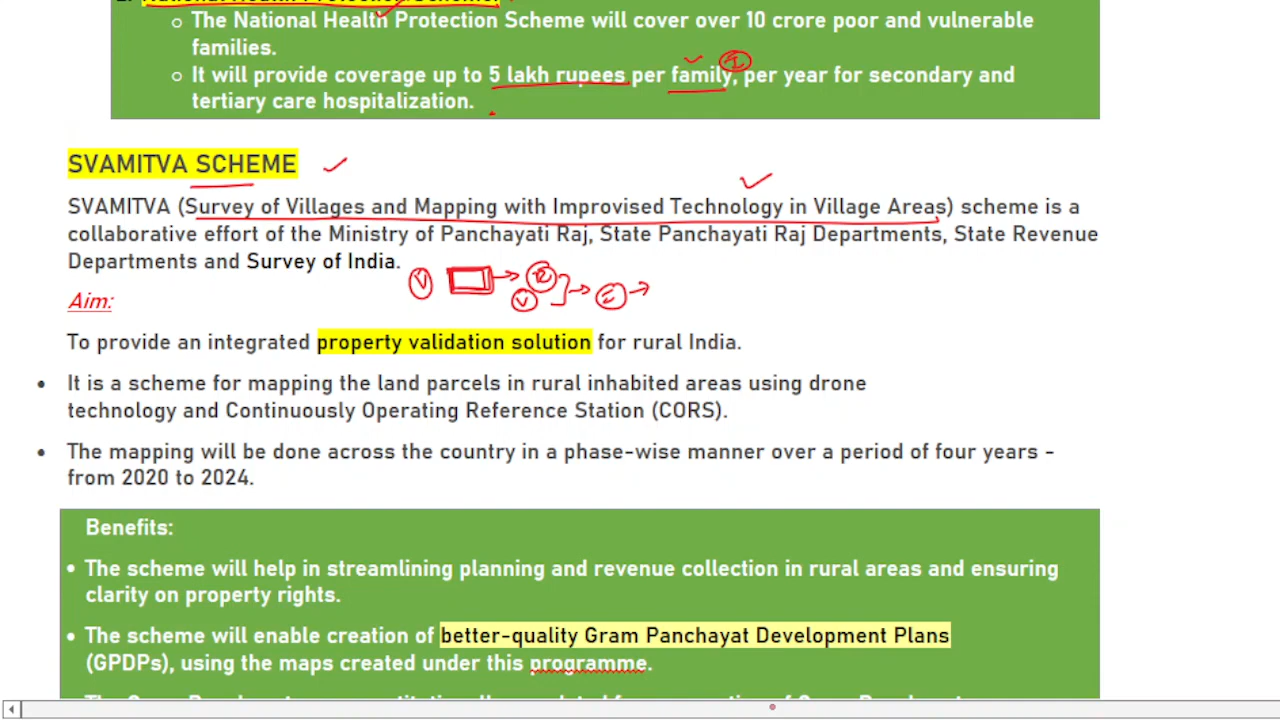 The National Health Protection Scheme will cover over 10 crore poor and vulnerable
families.
It will provide coverage up to 5 lakh rupees per family, per year for secondary and
tertiary care hospitalization.
SVAMITVA SCHEME
SVAMITVA (Survey of Villages and Mapping with Improvised Technology in Village Areas) scheme is a
collaborative effort of the Ministry of Panchayati Raj, State Panchayati Raj Departments, State Revenue
Departments and Survey of India.
Aim:
To provide an integrated property validation solution for rural India.
It is a scheme for mapping the land parcels in rural inhabited areas using drone
technology and Continuously Operating Reference Station (CORS).
The mapping will be done across the country in a phase-wise manner over a period of four years -
from 2020 to 2024.
Benefits:
The scheme will help in streamlining planning and revenue collection in rural areas and ensuring
clarity on property rights.
The scheme will enable creation of better-quality Gram Panchayat Development Plans
(GPDPs), using the maps created under this programme.